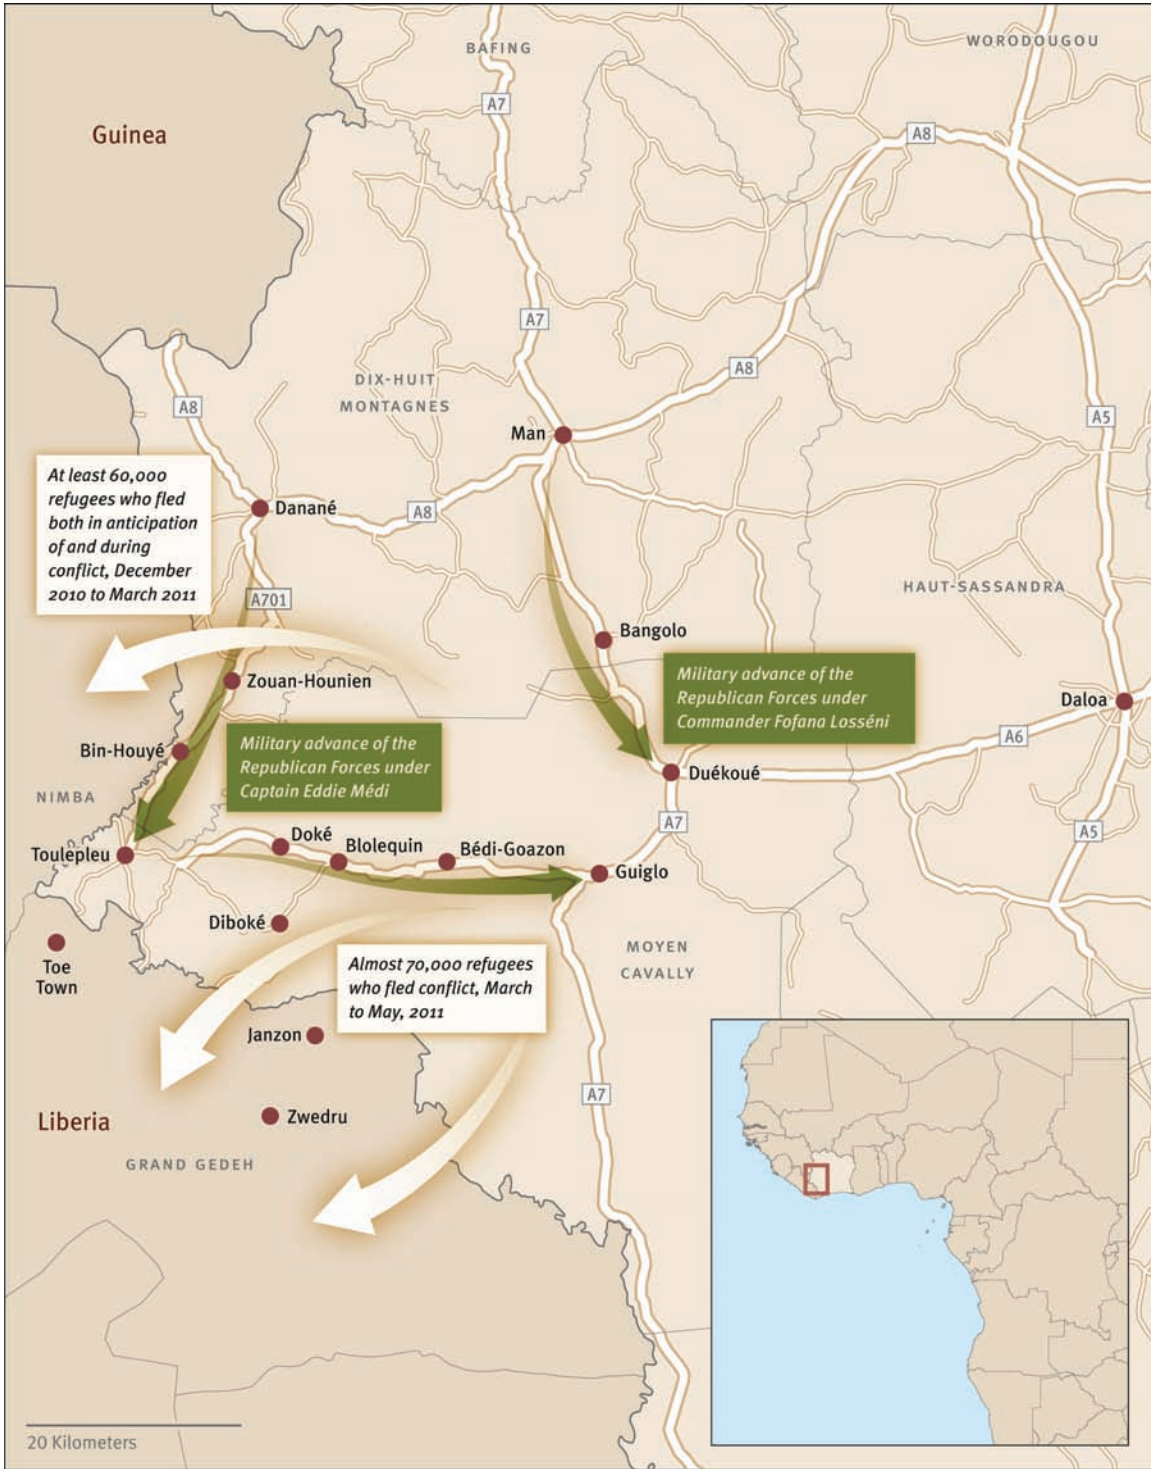 BAFING
WORODOUGOU
A7
A8
Guinea
A7
A8
DIX-HUIT
MONTAGNES
A8
A5
Man
At least 60,000
refugees who fled
both in anticipation
of and during
conflict, December
2010 to March 2011
Danané
A8
A701
HAUT-SASSANDRA
Bangolo
Zouan-Hounien
Military advance of the
Republican Forces under
Commander Fofana Losséni
Daloa
Bin-Houyé
Military advance of the
Republican Forces under
Captain Eddie Médi
A6
Duékoué
NIMBA
A7
A5
Doké
Blolequin
Bédi-Goazon
Toulepleu
Guiglo
Diboké
Toe
Town
Almost 70,000 refugees
who fled conflict, March
to May, 2011
MOYEN
CAVALLY
Janzon
A7
Liberia
Zwedru
GRAND GEDEH
20 Kilometers